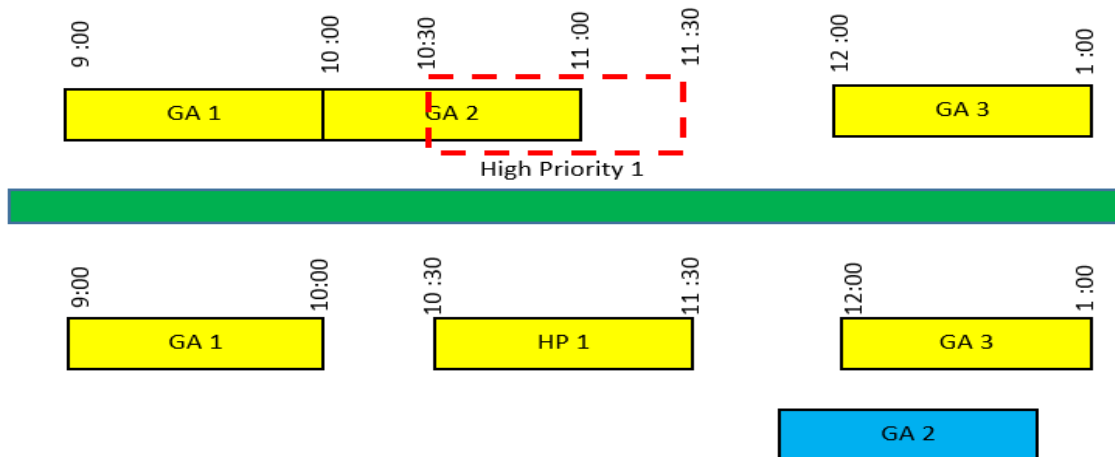 9 :00
10 :00
10:30
11 :00
11 :30
12 :00
1 :00
GA 1
GA 2
GA 3
High Priority 1
9:00
10:00
10 :30
11 :30
12:00
1 :00
GA 1
HP 1
GA 3
GA 2